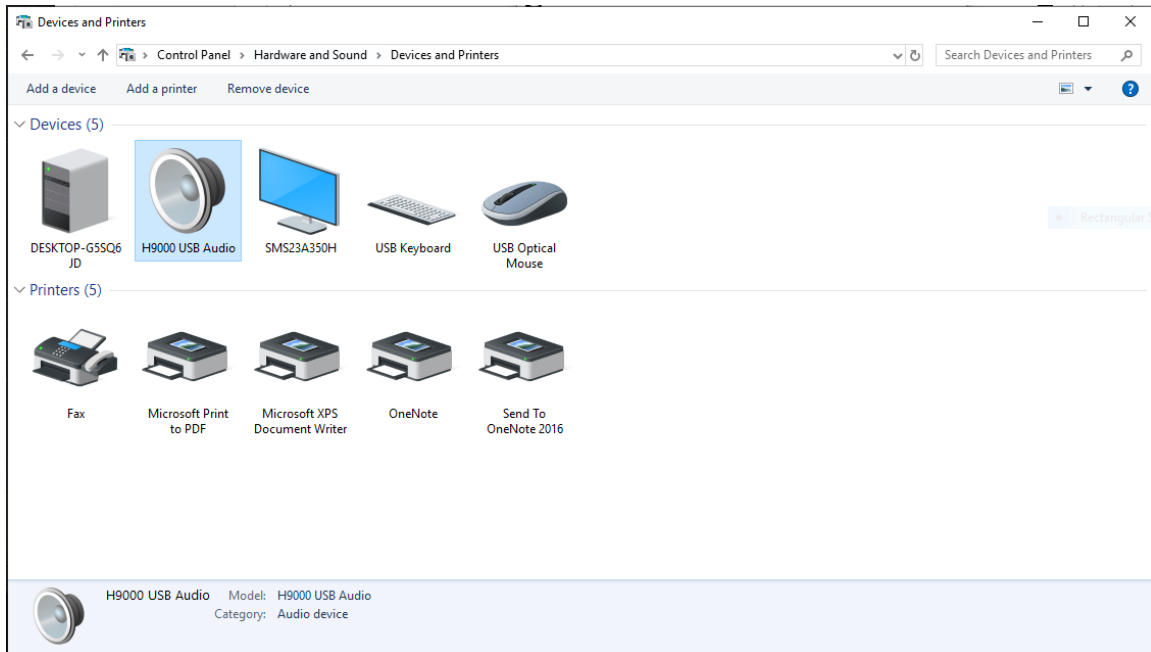 Devices and Printers
Control Panel > Hardware and Sound > Devices and Printers
Search Devices and Printers
Add a device Add a printer Remove device
?
Devices (5)
DESKTOP-G5SQ6
JD
H9000 USB Audio
SMS23A350H
USB Keyboard
USB Optical
Mouse
Rectangular S
Printers (5)
Fax
Microsoft Print
to PDF
Microsoft XPS
Document Writer
OneNote
Send To
OneNote 2016
H9000 USB Audio Model: H9000 USB Audio
Category: Audio device